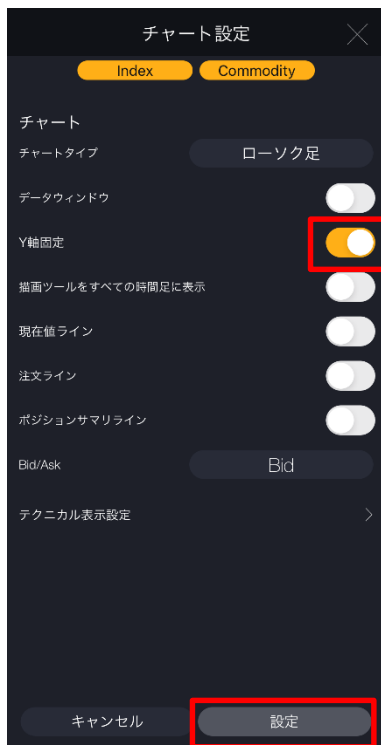 チャート設定
Index Commodity
チャート
チャートタイプ ローソク足
データウィンドウ
Y軸固定
描画ツールをすべての時間足に表示
現在値ライン
注文ライン
ポジションサマリライン
Bid/Ask Bid
テクニカル表示設定
キャンセル 設定